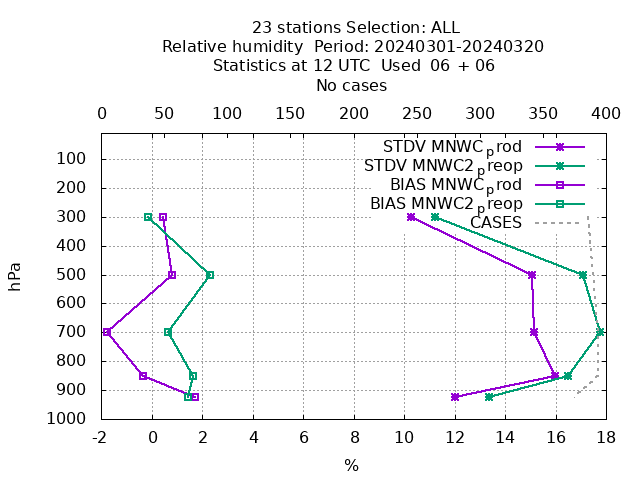 23 stations Selection: ALL
Relative humidity  Period: 20240301-20240320
Statistics at 12 UTC  Used  06 + 06
No cases
0 50 100 150 200 250 300 350 400
STDV MNWC_prod
STDV MNWC2_preop
BIAS MNWC_prod
BIAS MNWC2_preop
CASES
100
200
300
400
500
600
700
800
900
1000
hPa
-2 0 2 4 6 8 10 12 14 16 18
%